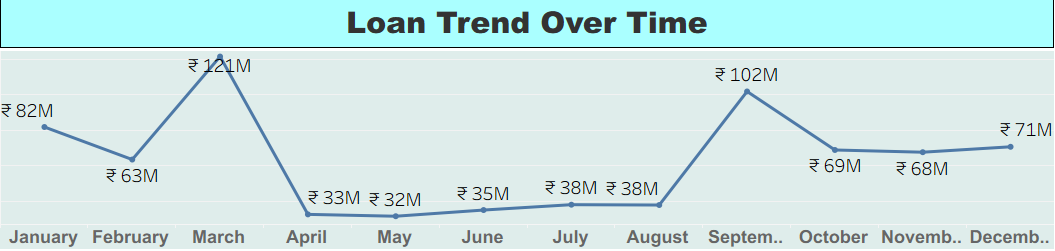 Loan Trend Over Time
₹ 121M
₹ 102M
₹ 82M
₹ 71M
₹ 63M
₹ 69M
₹ 68M
₹ 33M
₹ 32M
₹ 35M
₹ 38M
₹ 38M
January February March April May June July August Septem.. October Novemb.. Decemb..